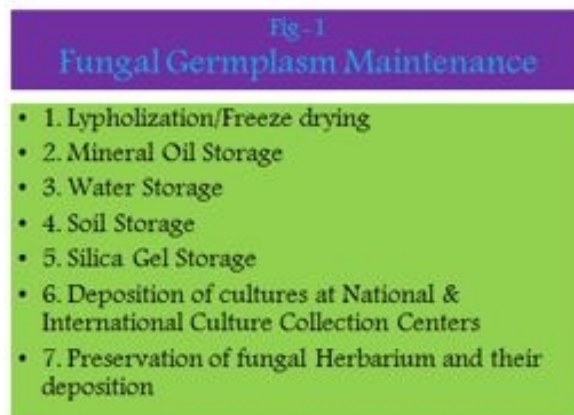 Fig-1
Fungal Germplasm Maintenance
• 1. Lypholization/Freeze drying
• 2. Mineral Oil Storage
• 3. Water Storage
• 4. Soil Storage
• 5. Silica Gel Storage
• 6. Deposition of cultures at National &
International Culture Collection Centers
• 7. Preservation of fungal Herbarium and their
deposition